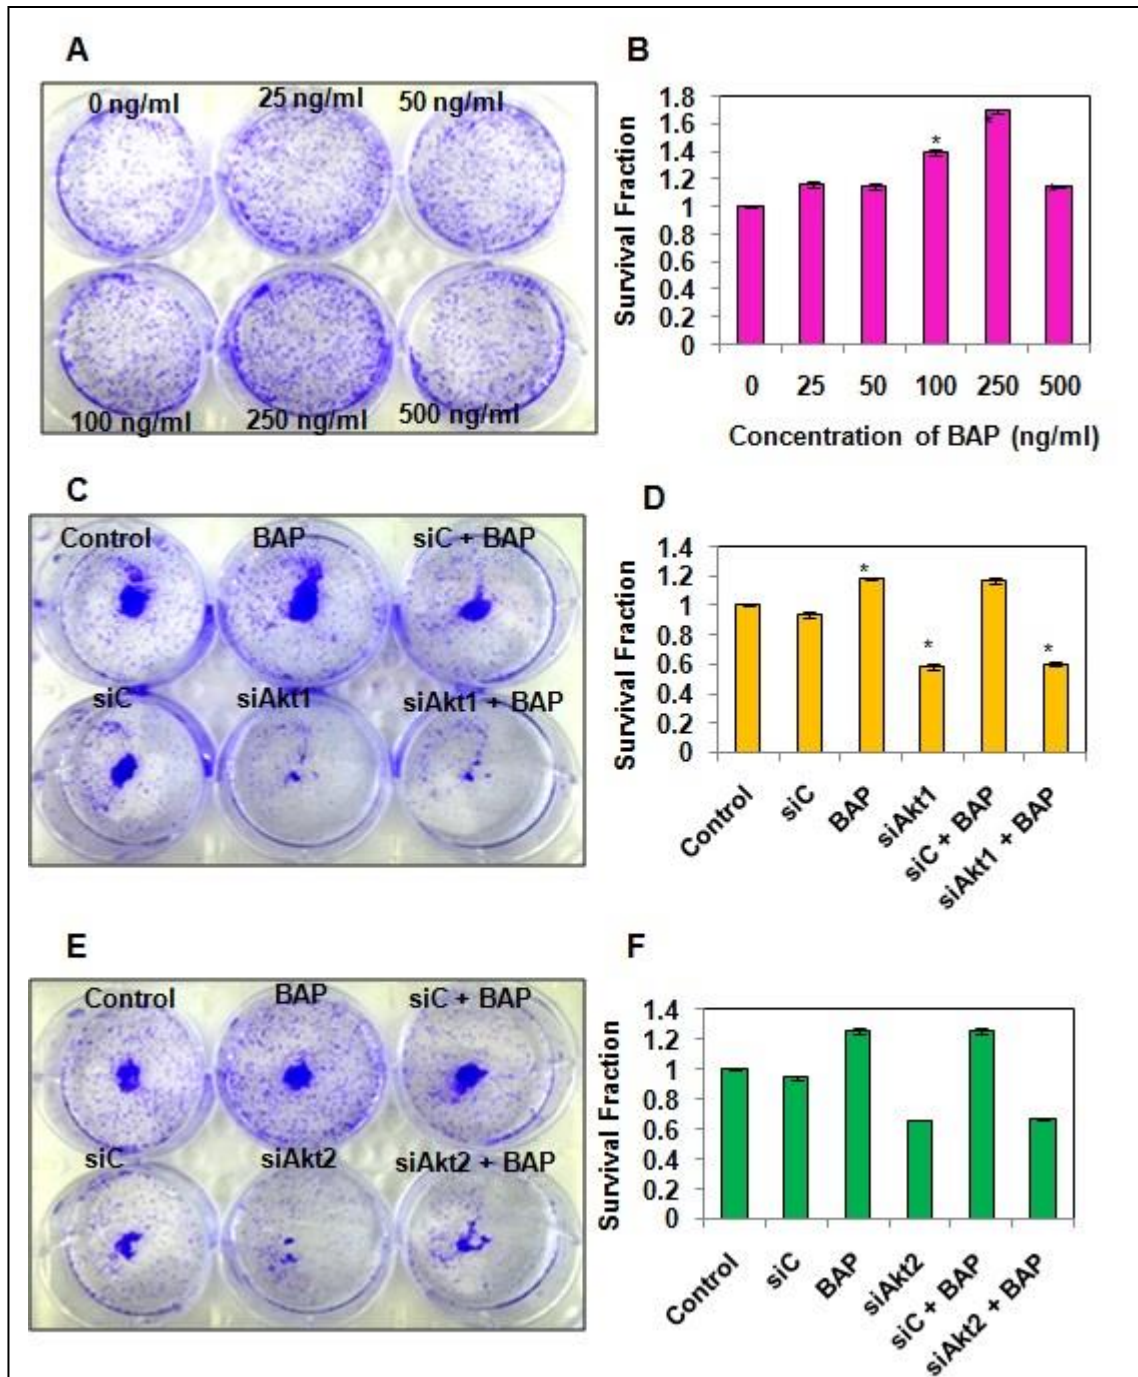 A
0 ng/ml
25 ng/ml
50 ng/ml
100 ng/ml
250 ng/ml
500 ng/ml
B
1.8
1.6
1.4
1.2
1
0.8
0.6
0.4
0.2
0
Survival Fraction
*
*
0
25
50
100
250
500
Concentration of BAP (ng/ml)
C
Control
BAP
siC + BAP
siC
siAkt1
siAkt1 + BAP
D
1.4
1.2
1
0.8
0.6
0.4
0.2
0
Survival Fraction
*
*
*
Control
siC
BAP
siAkt1
siC + BAP
siAkt1 + BAP
E
Control
BAP
siC + BAP
siC
siAkt2
siAkt2 + BAP
F
1.4
1.2
1
0.8
0.6
0.4
0.2
0
Survival Fraction
Control
siC
BAP
siAkt2
siC + BAP
siAkt2 + BAP